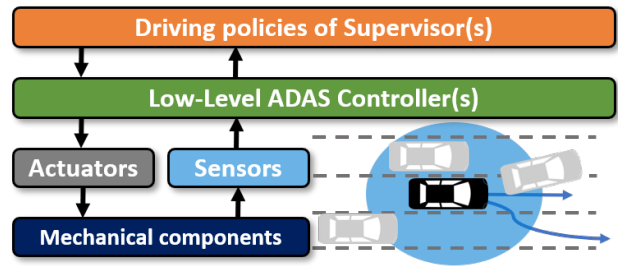 Driving policies of Supervisor(s)
Low-Level ADAS Controller(s)
Actuators
Sensors
Mechanical components